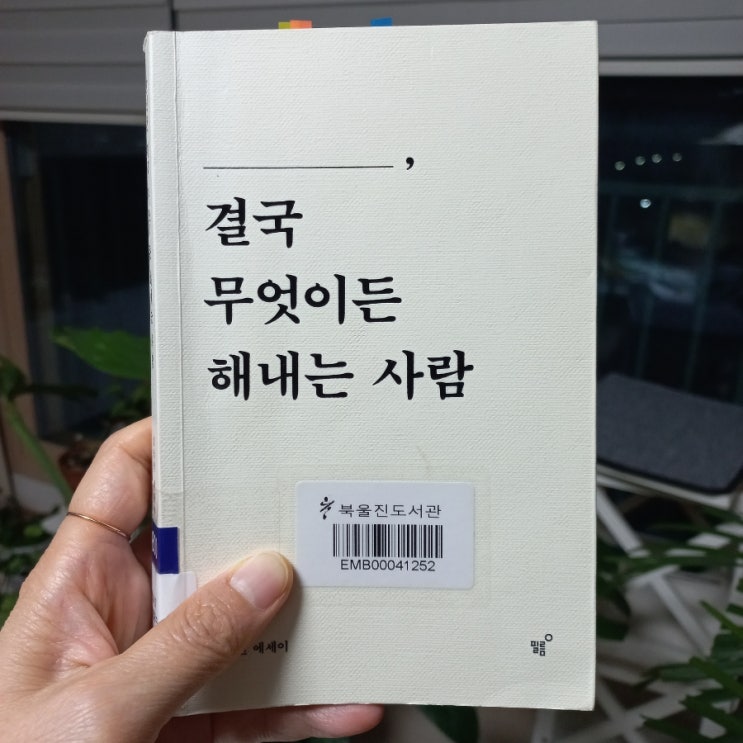 ________,
결국
무엇이든
해내는 사람
북울진도서관
EMB00041252
에세이
필름